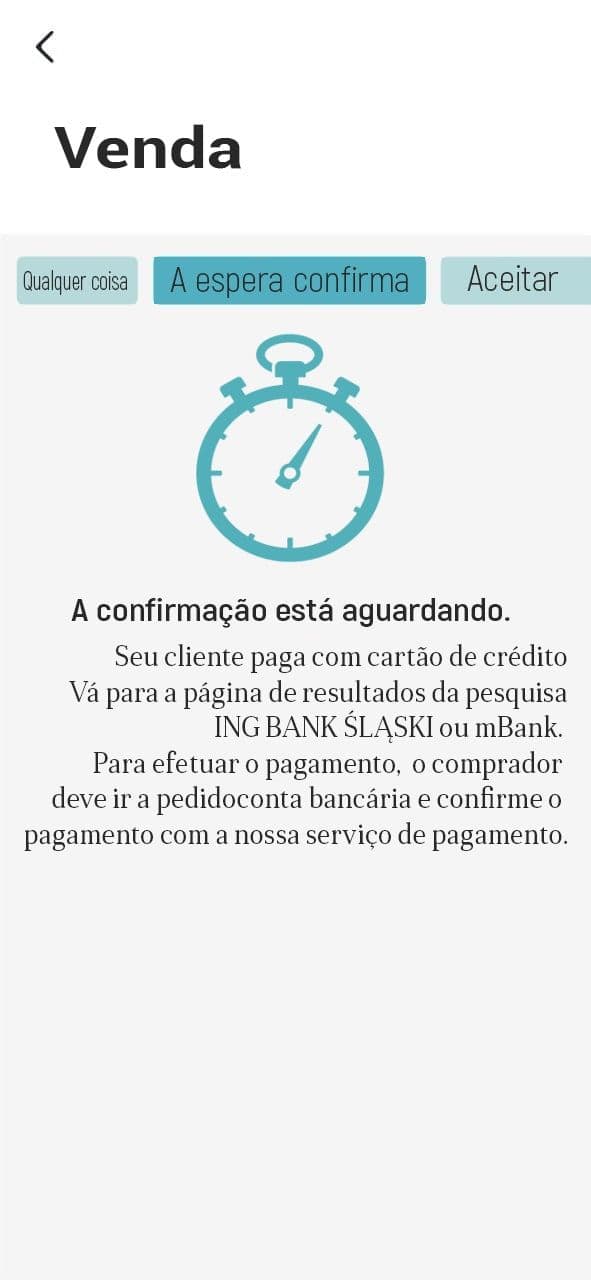 Venda
Qualquer coisa
A espera confirma
Aceitar
A confirmação está aguardando.
Seu cliente paga com cartão de crédito
Vá para a página de resultados da pesquisa
ING BANK ŚLĄSKI ou mBank.
Para efetuar o pagamento, o comprador
deve ir a pedidoconta bancária e confirme o
pagamento com a nossa serviço de pagamento.